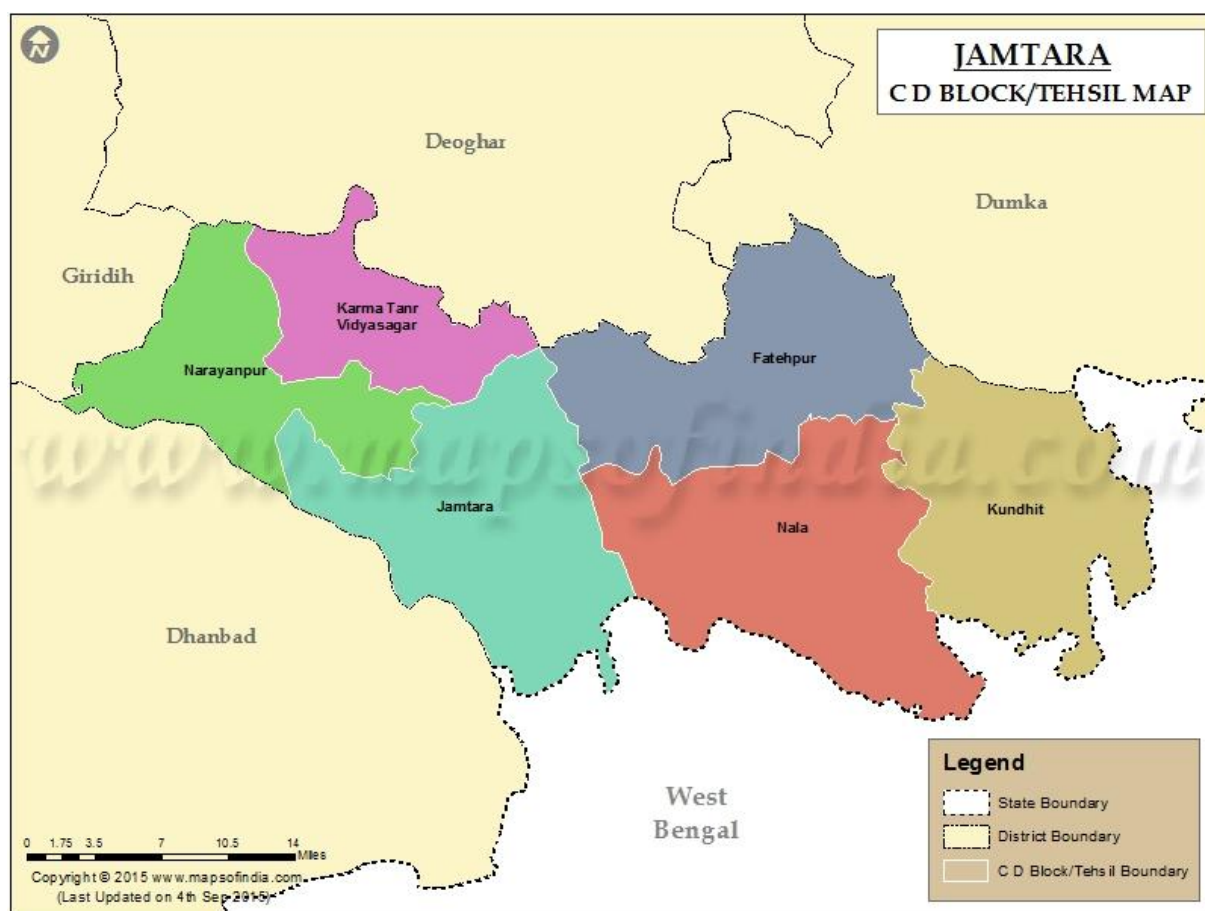 N
JAMTARA
C D BLOCK/TEHSIL MAP
Deoghar
Dumka
Giridih
Karma Tanr
Vidyasagar
Fatehpur
Narayanpur
www.mapsofindia.com
Jamtara
Nala
Kundhit
Dhanbad
West
Bengal
Legend
State Boundary
District Boundary
C D Block/Tehsil Boundary
0 1.75 3.5 7 10.5 14
Miles
Copyright © 2015 www.mapsofindia.com
(Last Updated on 4th Sep 2015)